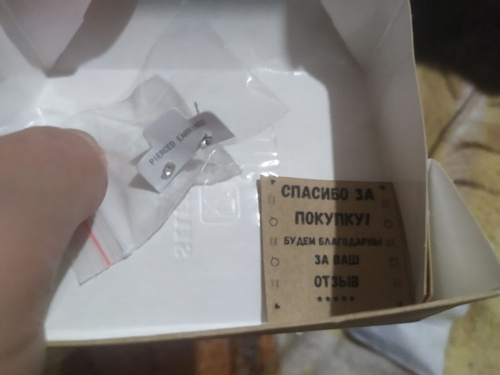 PIERCED EARRINGS
СПАСИБО ЗА
ПОКУПКУ!
БУДЕМ БЛАГОДАРНЫ
ЗА ВАШ
ОТЗЫВ